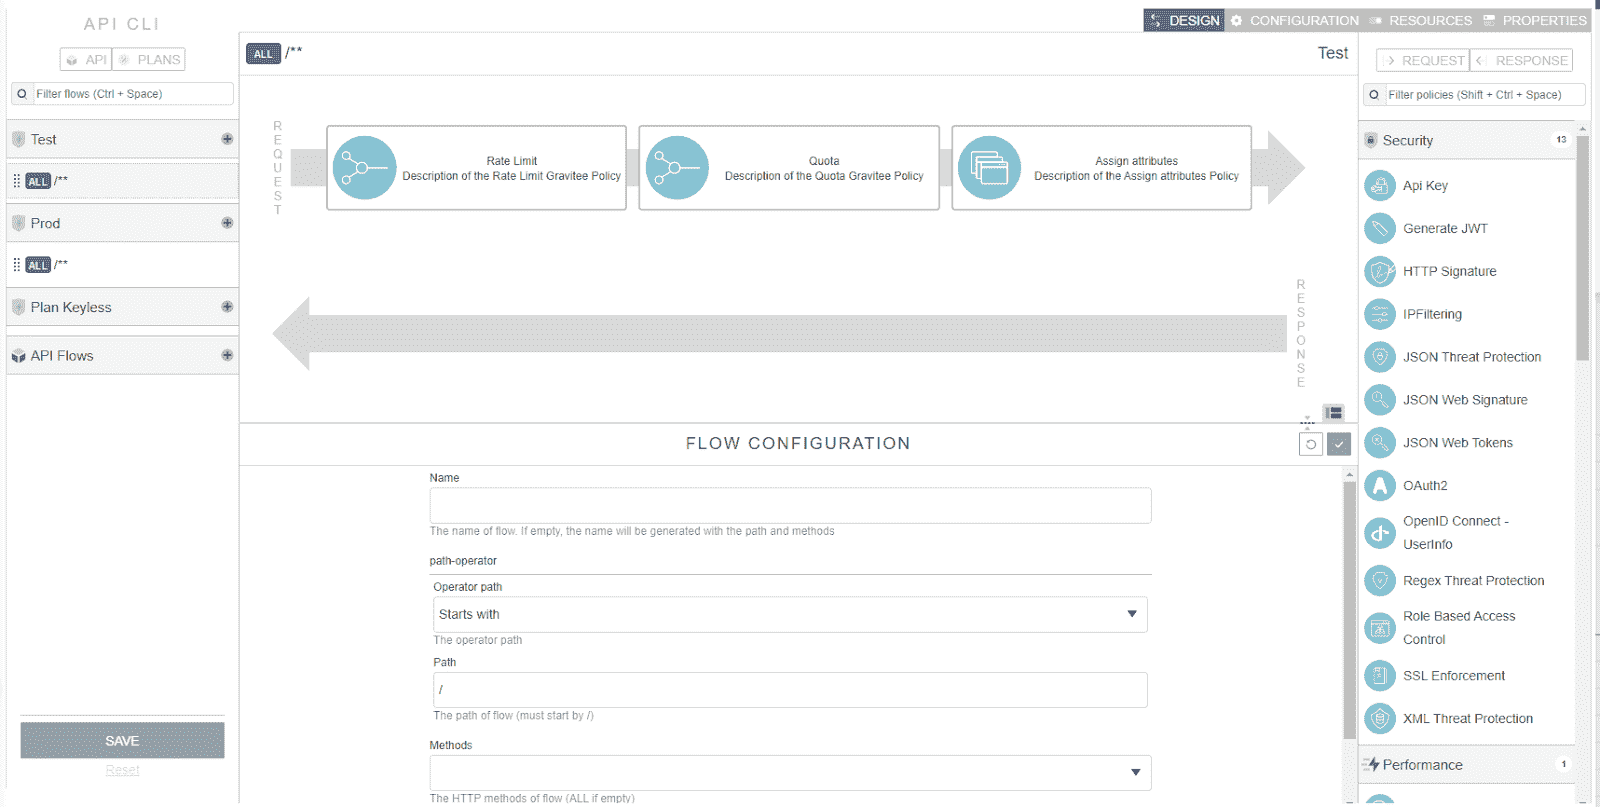 API CLI
API
PLANS
Filter flows (Ctrl + Space)
Test
ALL /**
Prod
ALL /**
Plan Keyless
API Flows
SAVE
Reset
DESIGN
CONFIGURATION
RESOURCES
PROPERTIES
ALL /**
Test
REQUEST
Rate Limit
Description of the Rate Limit Gravitee Policy
Quota
Description of the Quota Gravitee Policy
Assign attributes
Description of the Assign attributes Policy
RESPONSE
FLOW CONFIGURATION
Name
The name of flow. If empty, the name will be generated with the path and methods
path-operator
Operator path
Starts with
The operator path
Path
/
The path of flow (must start by /)
Methods
The HTTP methods of flow (ALL if empty)
REQUEST
RESPONSE
Filter policies (Shift + Ctrl + Space)
Security 13
Api Key
Generate JWT
HTTP Signature
IPFiltering
JSON Threat Protection
JSON Web Signature
JSON Web Tokens
OAuth2
OpenID Connect -
UserInfo
Regex Threat Protection
Role Based Access
Control
SSL Enforcement
XML Threat Protection
Performance 1